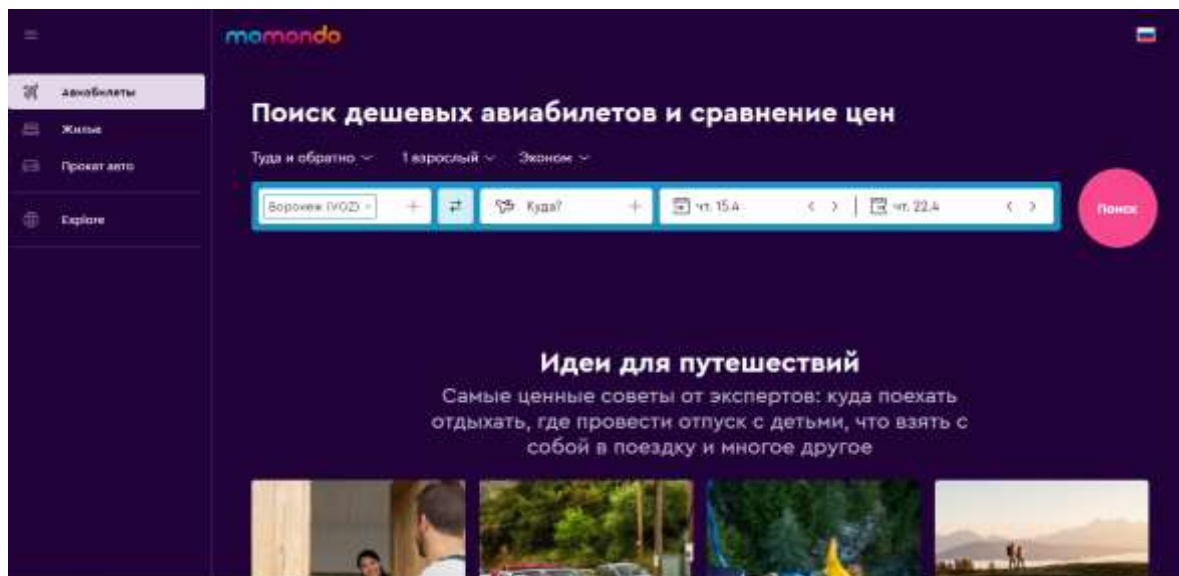 momondo
Авиабилеты
Жилье
Прокат авто
Explore
Поиск дешевых авиабилетов и сравнение цен
Туда и обратно 1 взрослый Эконом
Воронеж (VOZ) × + Куда? + чт. 15.4 < > | чт. 22.4 < >
Поиск
Идеи для путешествий
Самые ценные советы от экспертов: куда поехать
отдыхать, где провести отпуск с детьми, что взять с
собой в поездку и многое другое